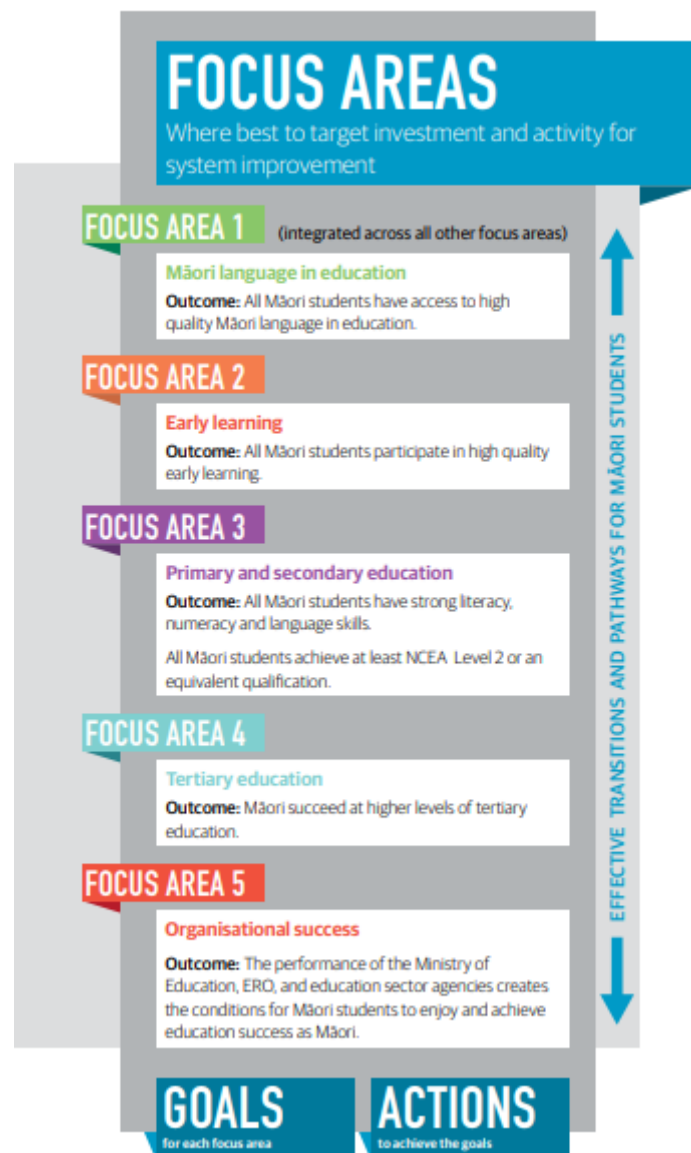 FOCUS AREAS
Where best to target investment and activity for
system improvement
FOCUS AREA 1
(integrated across all other focus areas)
Māori language in education
Outcome: All Māori students have access to high
quality Māori language in education.
FOCUS AREA 2
Early learning
Outcome: All Māori students participate in high quality
early learning.
FOCUS AREA 3
Primary and secondary education
Outcome: All Māori students have strong literacy,
numeracy and language skills.
All Māori students achieve at least NCEA Level 2 or an
equivalent qualification.
FOCUS AREA 4
Tertiary education
Outcome: Māori succeed at higher levels of tertiary
education.
FOCUS AREA 5
Organisational success
Outcome: The performance of the Ministry of
Education, ERO, and education sector agencies creates
the conditions for Māori students to enjoy and achieve
education success as Māori.
EFFECTIVE TRANSITIONS AND PATHWAYS FOR MĀORI STUDENTS
GOALS
for each focus area
ACTIONS
to achieve the goals